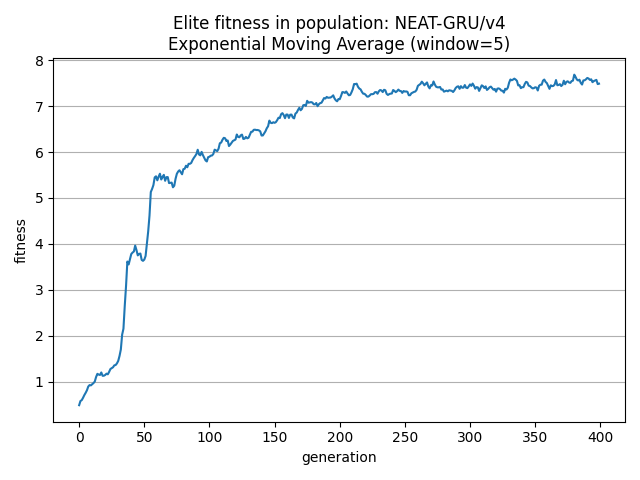 Elite fitness in population: NEAT-GRU/v4
Exponential Moving Average (window=5)
8
7
6
5
4
3
2
1
fitness
0 50 100 150 200 250 300 350 400
generation